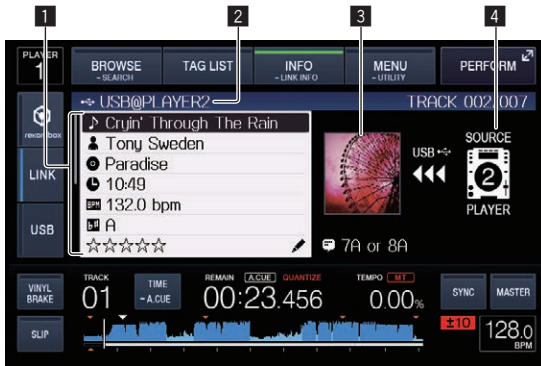 1 2 3 4
PLAYER 1
BROWSE
- SEARCH
TAG LIST
INFO
- LINK INFO
MENU
- UTILITY
PERFORM
rekordbox
LINK
USB
USB@PLAYER2
TRACK 002/007
Cryin' Through The Rain
Tony Sweden
Paradise
10:49
BPM 132.0 bpm
A
USB
SOURCE
2
PLAYER
7A or 8A
VINYL BRAKE
SLIP
TRACK
01
TIME
- A.CUE
REMAIN A.CUE QUANTIZE
00:23.456
TEMPO MT
0.00%
SYNC
MASTER
±10
128.0
BPM